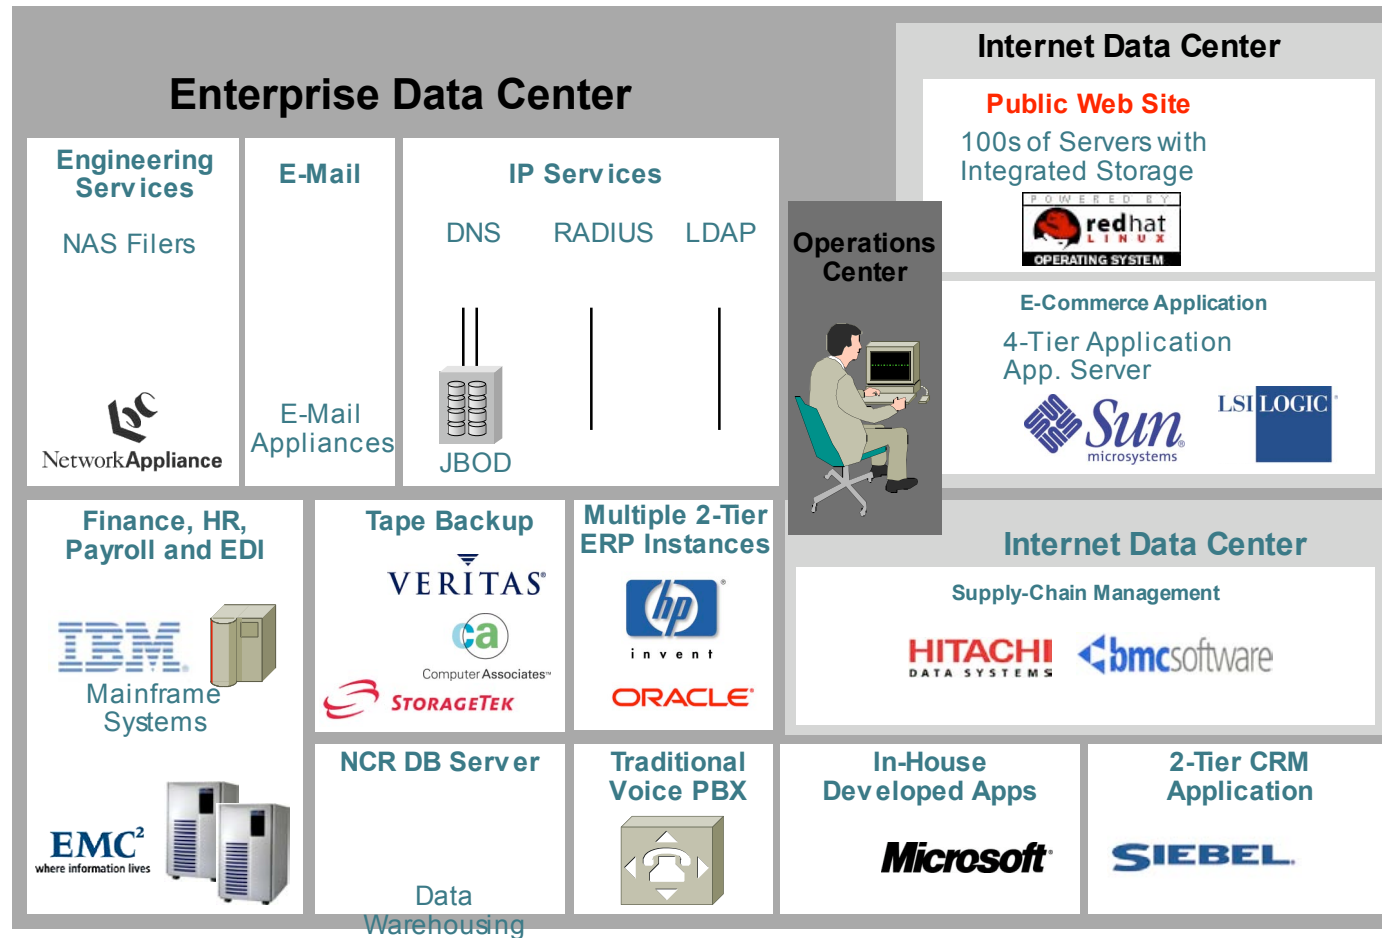 Enterprise Data Center
Internet Data Center
Public Web Site
100s of Servers with
Integrated Storage
POWERED BY
redhat
LINUX
OPERATING SYSTEM
E-Commerce Application
4-Tier Application
App. Server
Sun
microsystems
LSI LOGIC
Engineering
Services
NAS Filers
NetworkAppliance
E-Mail
E-Mail
Appliances
IP Services
DNS RADIUS LDAP
JBOD
Operations
Center
Finance, HR,
Payroll and EDI
IBM
Mainframe
Systems
EMC²
where information lives
Tape Backup
VERITAS
ca
Computer Associates™
STORAGETEK
Multiple 2-Tier
ERP Instances
hp
invent
ORACLE
Internet Data Center
Supply-Chain Management
HITACHI
DATA SYSTEMS
bmcsoftware
NCR DB Server
Data
Warehousing
Traditional
Voice PBX
In-House
Developed Apps
Microsoft
2-Tier CRM
Application
SIEBEL